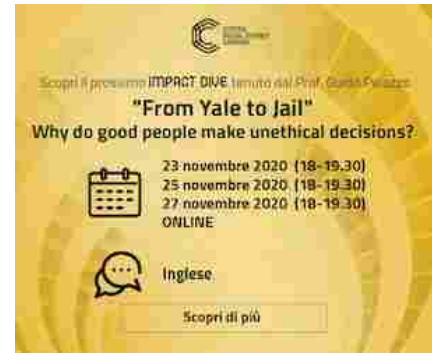 Scopri il prossimo IMPACT DIVE tenuto dal Prof. Guido Palazzo
"From Yale to Jail"
Why do good people make unethical decisions?
23 novembre 2020 (18-19.30)
25 novembre 2020 (18-19.30)
27 novembre 2020 (18-19.30)
ONLINE
Inglese
Scopri di più